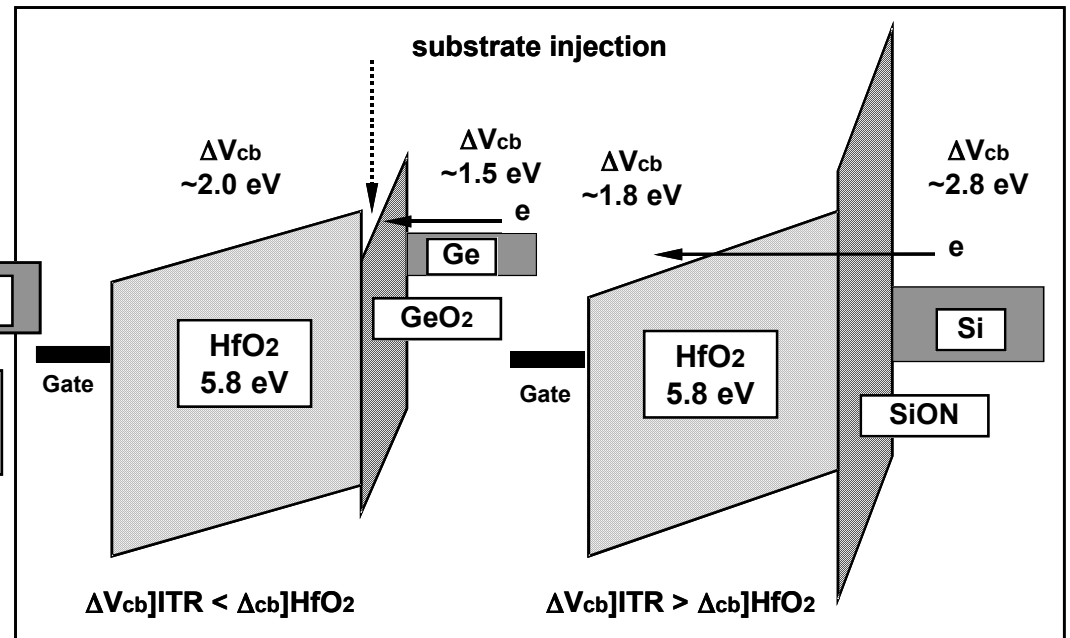 substrate injection
ΔVcb
~2.0 eV
ΔVcb
~1.5 eV
e
Ge
GeO2
HfO2
5.8 eV
Gate
ΔVcb]ITR < Δcb]HfO2
ΔVcb
~1.8 eV
ΔVcb
~2.8 eV
e
Si
HfO2
5.8 eV
SiON
Gate
ΔVcb]ITR > Δcb]HfO2